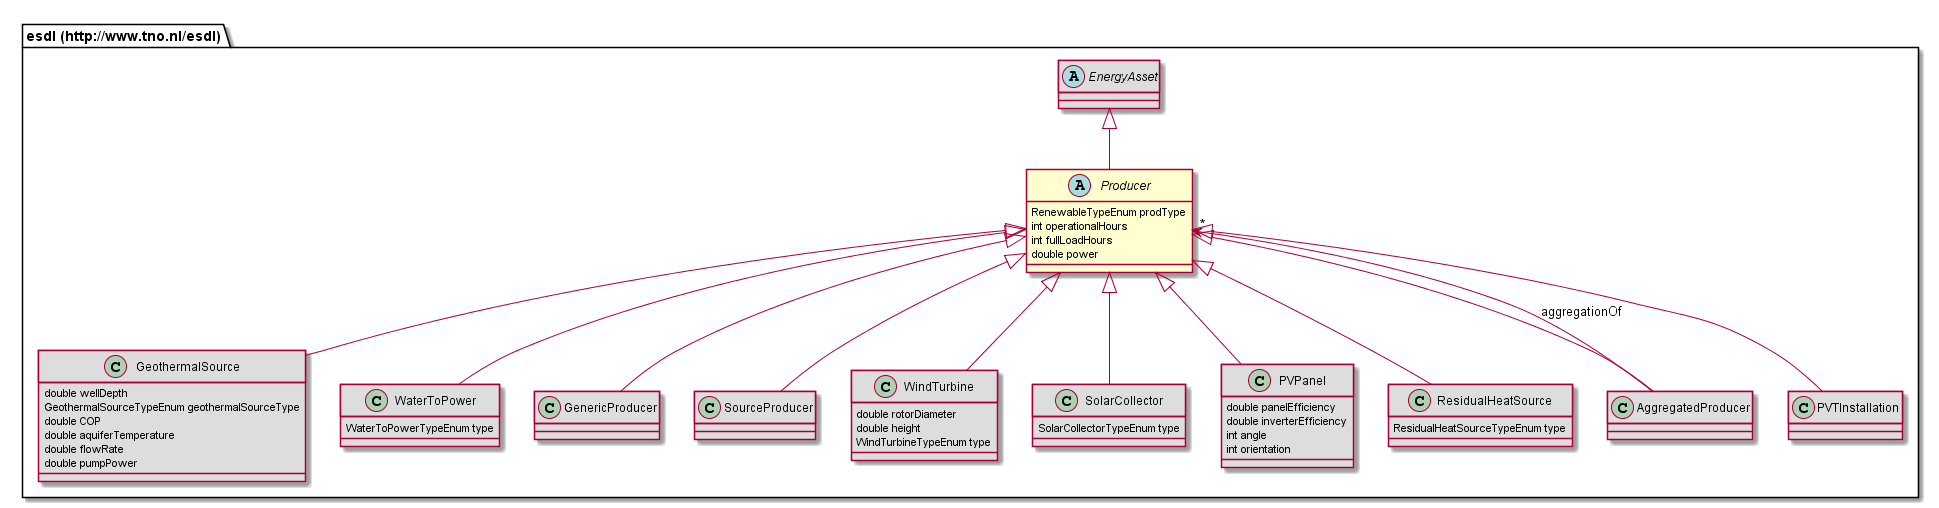 esdl (http://www.tno.nl/esdl)
A EnergyAsset
A Producer
RenewableTypeEnum prodType
int operationalHours
int fullLoadHours
double power
*
aggregationOf
C GeothermalSource
double wellDepth
GeothermalSourceTypeEnum geothermalSourceType
double COP
double aquiferTemperature
double flowRate
double pumpPower
C WaterToPower
WaterToPowerTypeEnum type
C GenericProducer
C SourceProducer
C WindTurbine
double rotorDiameter
double height
WindTurbineTypeEnum type
C SolarCollector
SolarCollectorTypeEnum type
C PVPanel
double panelEfficiency
double inverterEfficiency
int angle
int orientation
C ResidualHeatSource
ResidualHeatSourceTypeEnum type
C AggregatedProducer
C PVTInstallation